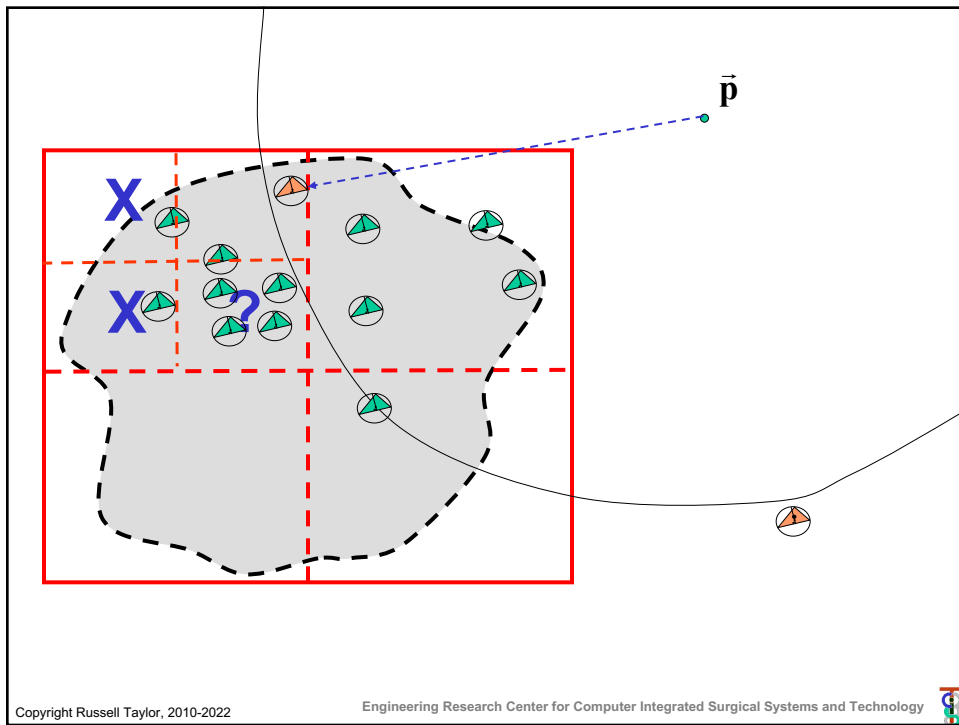 p
X
X
?
Copyright Russell Taylor, 2010-2022
Engineering Research Center for Computer Integrated Surgical Systems and Technology